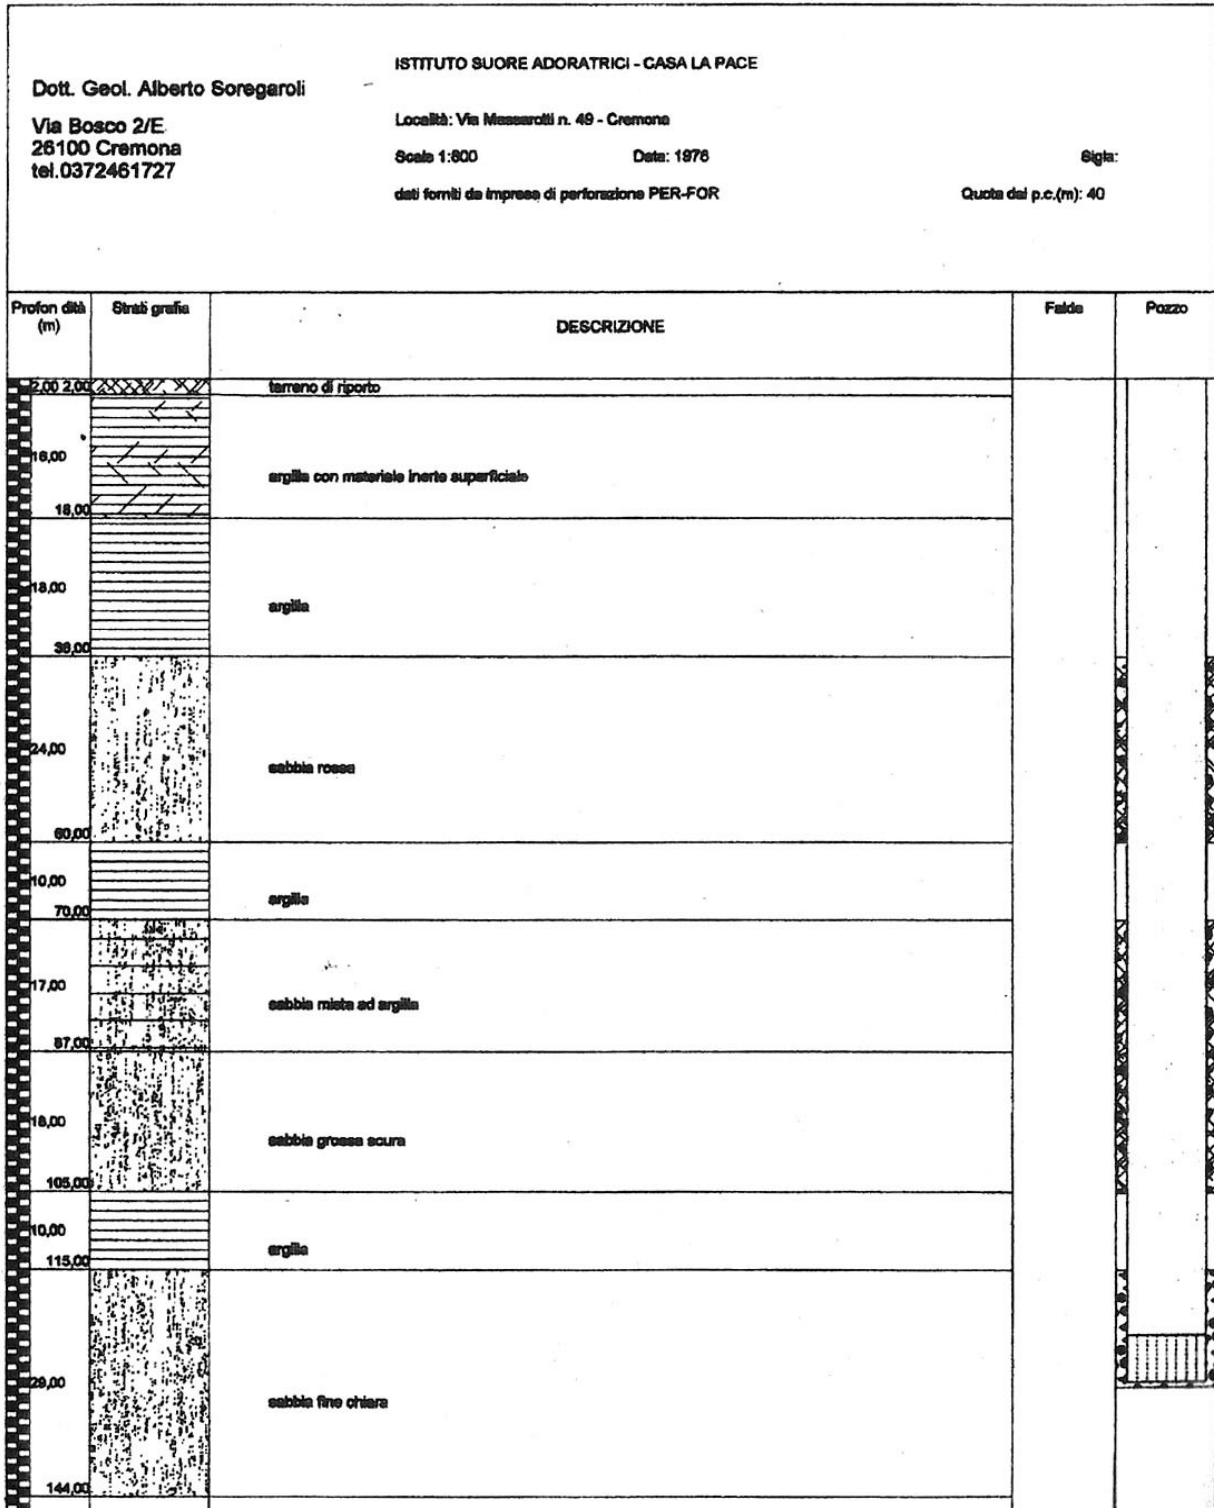 Dott. Geol. Alberto Soregaroli
Via Bosco 2/E
26100 Cremona
tel.0372461727
ISTITUTO SUORE ADORATRICI - CASA LA PACE
Località: Via Massarotti n. 49 - Cremona
Scala 1:600 Data: 1976 Sigla:
dati forniti da impresa di perforazione PER-FOR Quota dal p.c.(m): 40
Profon dità (m) Strati grafia DESCRIZIONE Falde Pozzo
2,00 2,00 terreno di riporto
16,00
argilla con materiale inerte superficiale
18,00
18,00
argilla
36,00
24,00
sabbia rossa
60,00
10,00
argilla
70,00
17,00
sabbia mista ad argilla
87,00
18,00
sabbia grossa scura
105,00
10,00
argilla
115,00
29,00
sabbia fine chiara
144,00